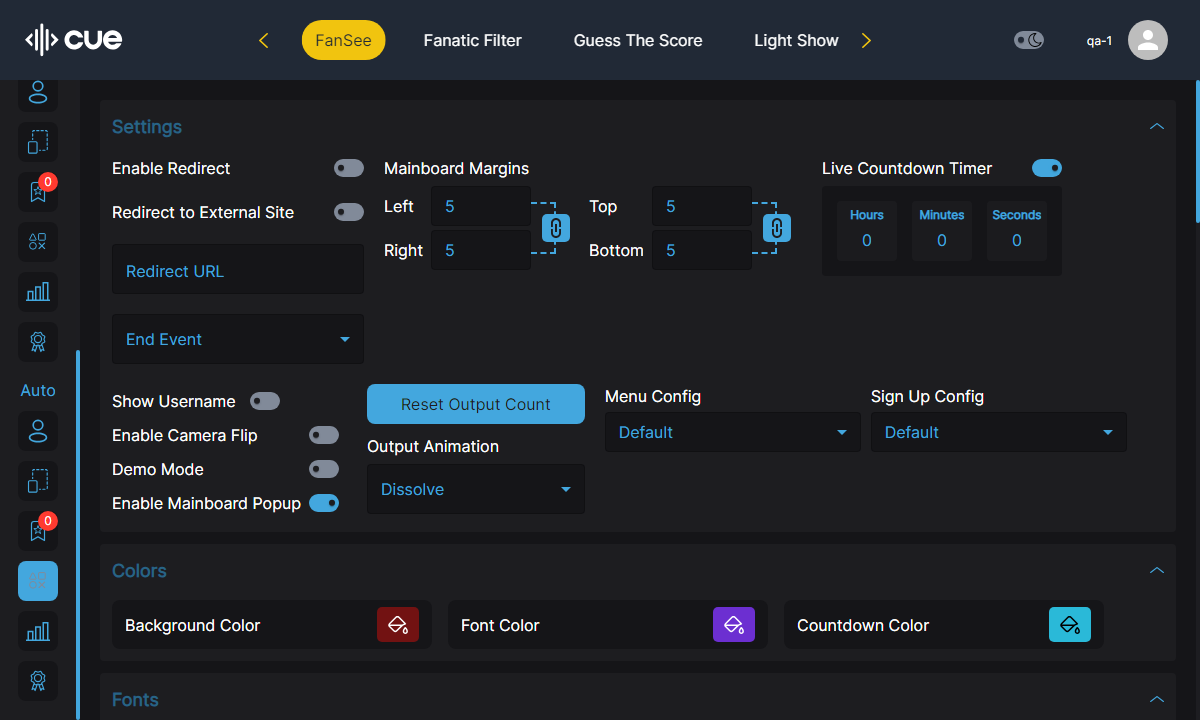 cue
FanSee
Fanatic Filter
Guess The Score
Light Show
qa-1
0
Auto
0
Settings
Enable Redirect
Redirect to External Site
Redirect URL
End Event
Mainboard Margins
Left
5
Right
5
Top
5
Bottom
5
Live Countdown Timer
Hours
0
Minutes
0
Seconds
0
Show Username
Enable Camera Flip
Demo Mode
Enable Mainboard Popup
Reset Output Count
Output Animation
Dissolve
Menu Config
Default
Sign Up Config
Default
Colors
Background Color
Font Color
Countdown Color
Fonts